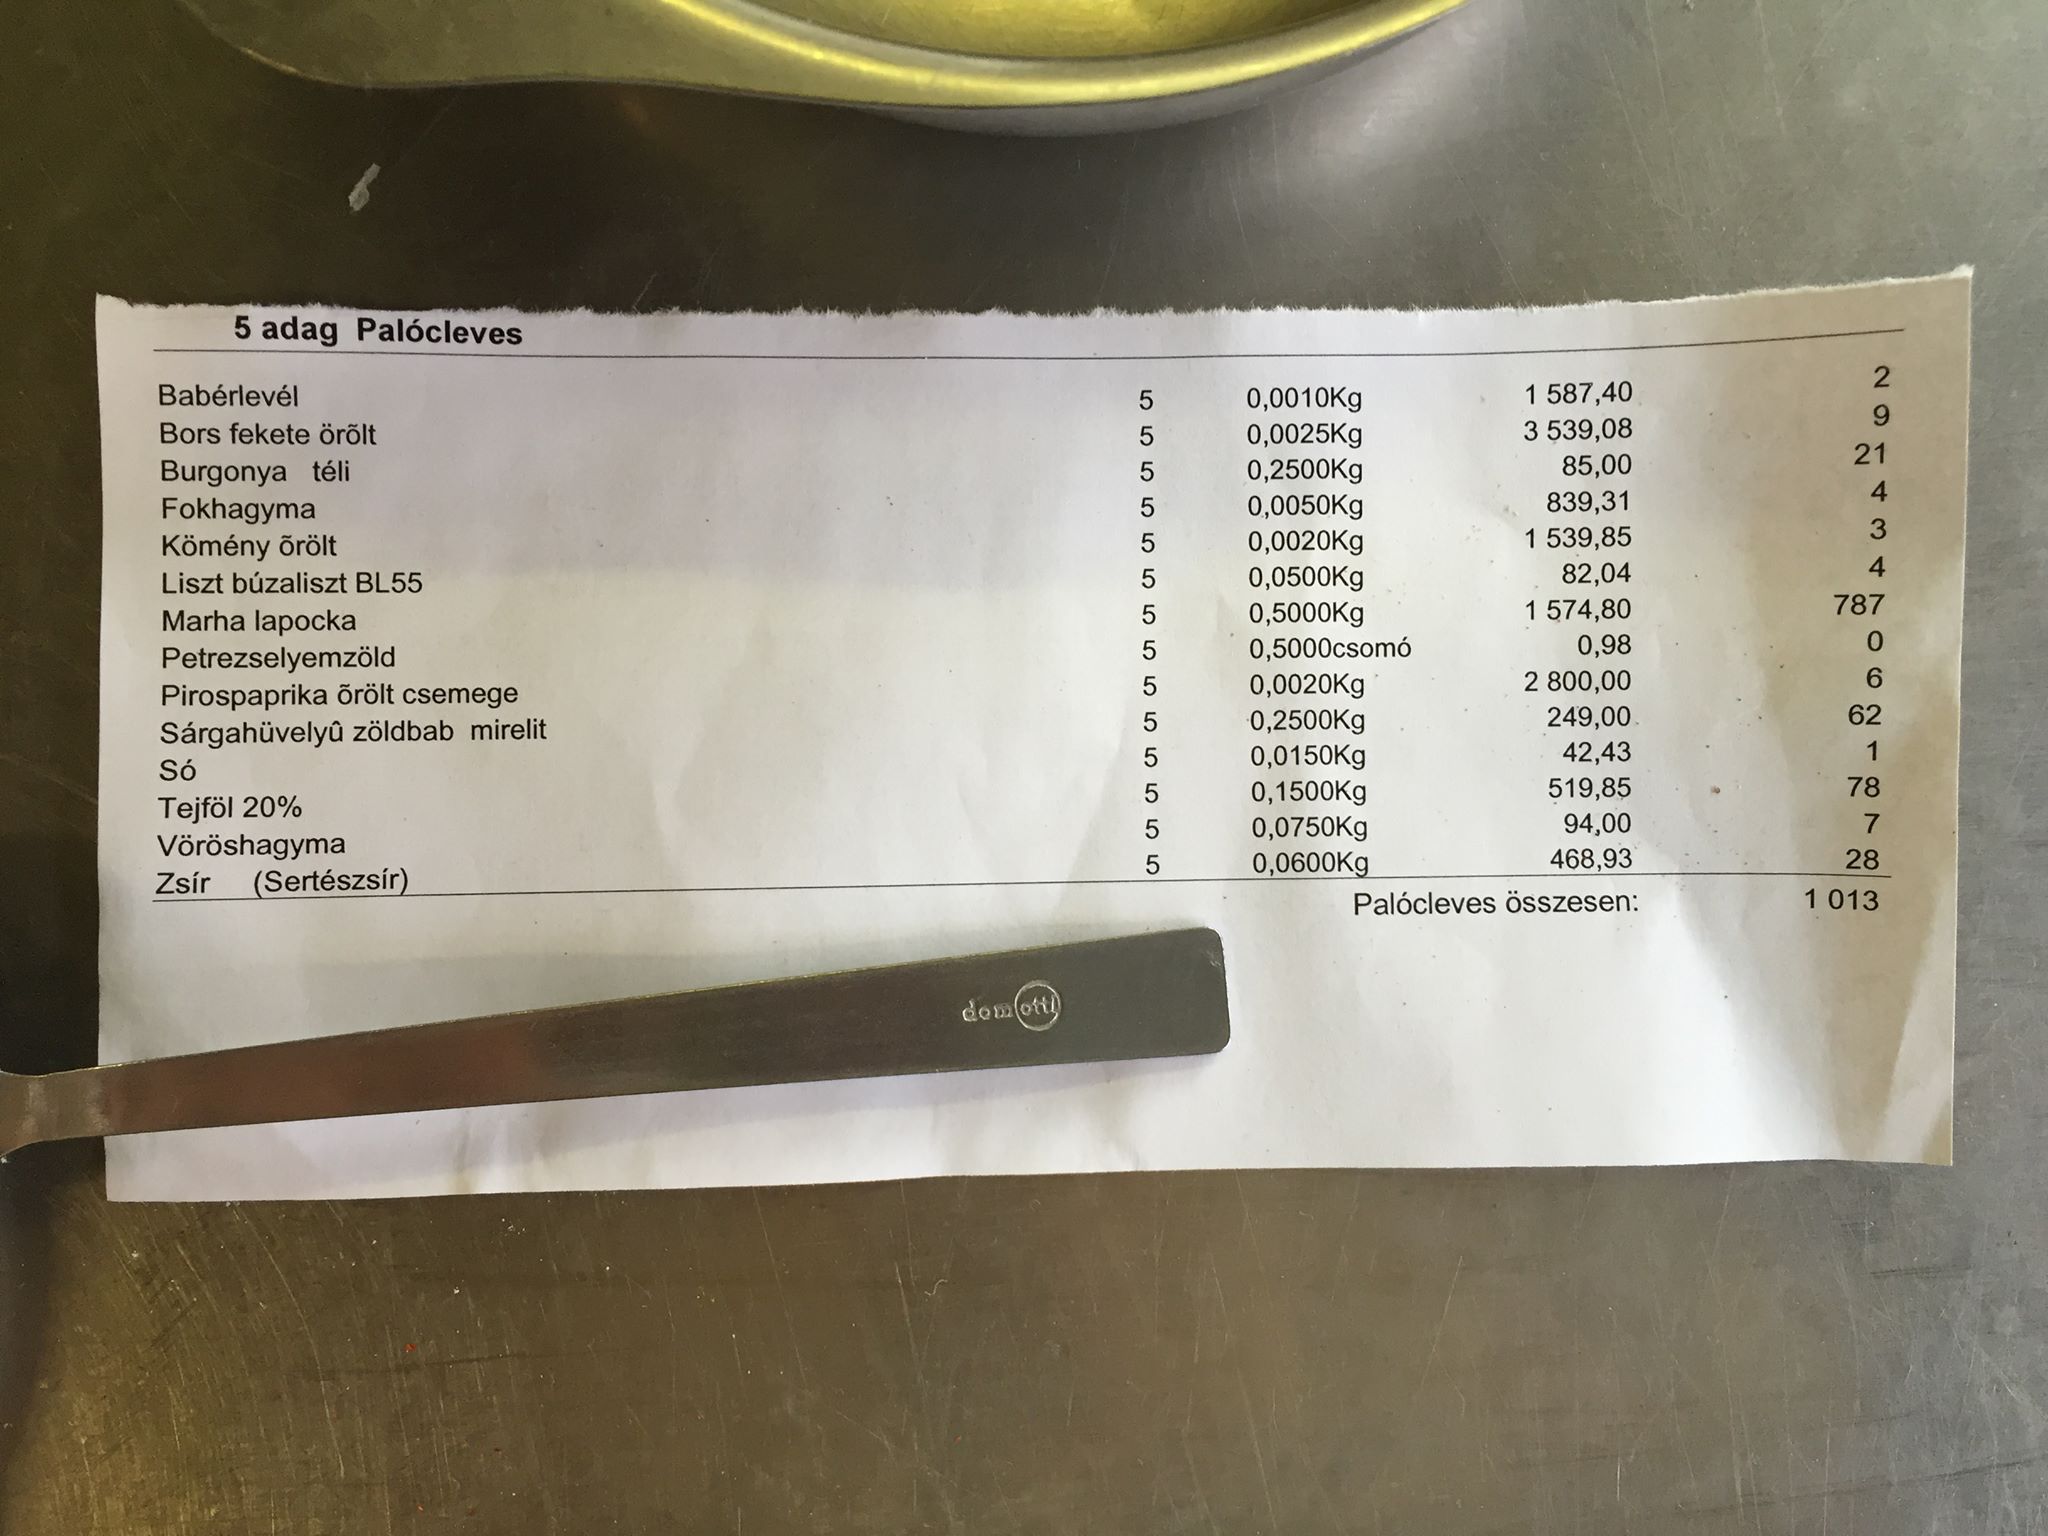 5 adag Palócleves
Babérlevél 5 0,0010Kg 1 587,40 2
Bors fekete örõlt 5 0,0025Kg 3 539,08 9
Burgonya téli 5 0,2500Kg 85,00 21
Fokhagyma 5 0,0050Kg 839,31 4
Kömény õrölt 5 0,0020Kg 1 539,85 3
Liszt búzaliszt BL55 5 0,0500Kg 82,04 4
Marha lapocka 5 0,5000Kg 1 574,80 787
Petrezselyemzöld 5 0,5000csomó 0,98 0
Pirospaprika õrölt csemege 5 0,0020Kg 2 800,00 6
Sárgahüvelyû zöldbab mirelit 5 0,2500Kg 249,00 62
Só 5 0,0150Kg 42,43 1
Tejföl 20% 5 0,1500Kg 519,85 78
Vöröshagyma 5 0,0750Kg 94,00 7
Zsír (Sertészsír) 5 0,0600Kg 468,93 28
Palócleves összesen: 1 013
domotti